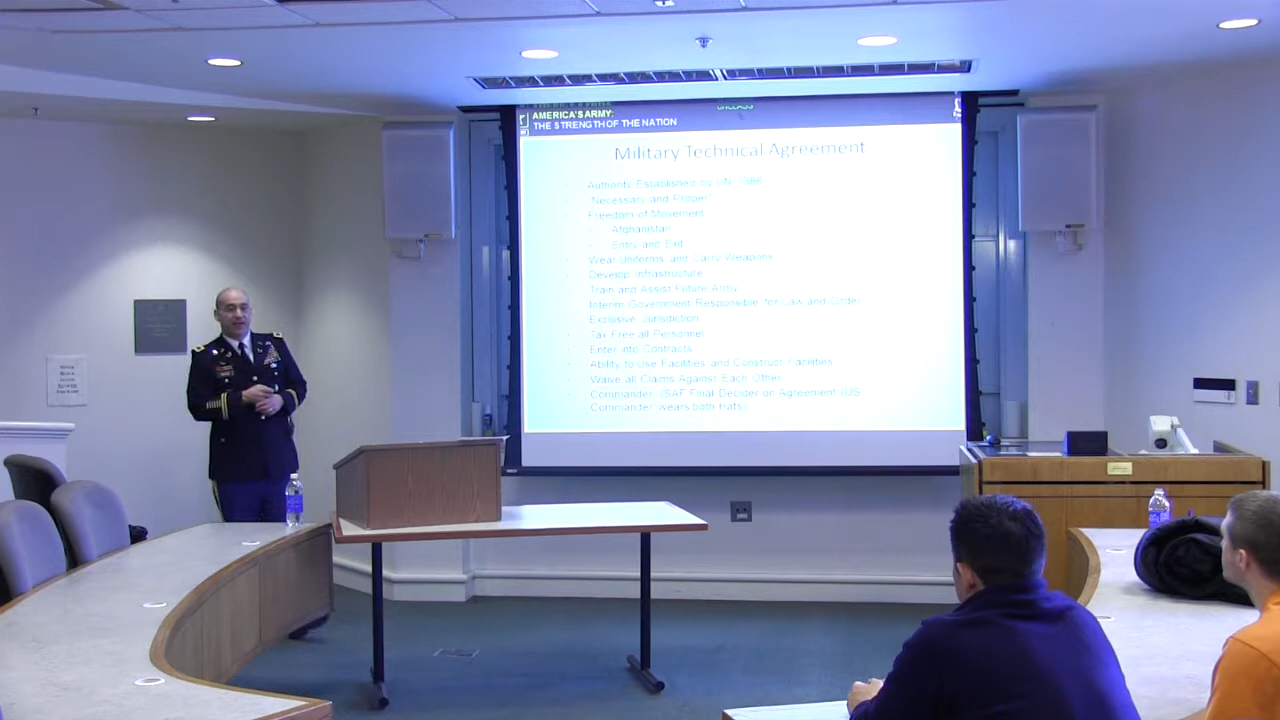 UNCLASS
AMERICA'S ARMY:
THE STRENGTH OF THE NATION
Military Technical Agreement
Authority Established by UN 1386
"Necessary and Proper"
Freedom of Movement
Afghanistan
Entry and Exit
Wear Uniforms and Carry Weapons
Develop Infrastructure
Train and Assist Future Army
Interim Government Responsible for Law and Order
Exclusive Jurisdiction
Tax Free all Personnel
Enter into Contracts
Ability to Use Facilities and Construct Facilities
Waive all Claims Against Each Other
Commander, ISAF Final Decider on Agreement (US
Commander wears both Hats)